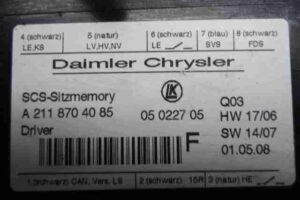 4 (schwarz) 5 (natur) 6 (schwarz) 7 (blau) 8 (schwarz)
LE,KS LV,HV,NV LE SVS FDS
Daimler Chrysler
SCS-Sitzmemory LK Q03
A 211 870 40 85 05 0227 05 HW 17/06
Driver F SW 14/07
01.05.08
1 (schwarz) CAN, Vers, LS 2 (schwarz) 15R 3 (natur) HE